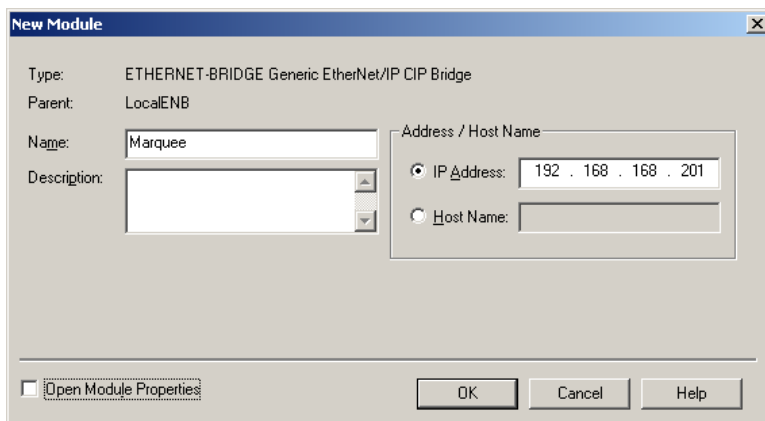 New Module
Type: ETHERNET-BRIDGE Generic EtherNet/IP CIP Bridge
Parent: LocalENB
Name: Marquee
Description:
Address / Host Name
IP Address: 192 . 168 . 168 . 201
Host Name:
Open Module Properties
OK Cancel Help